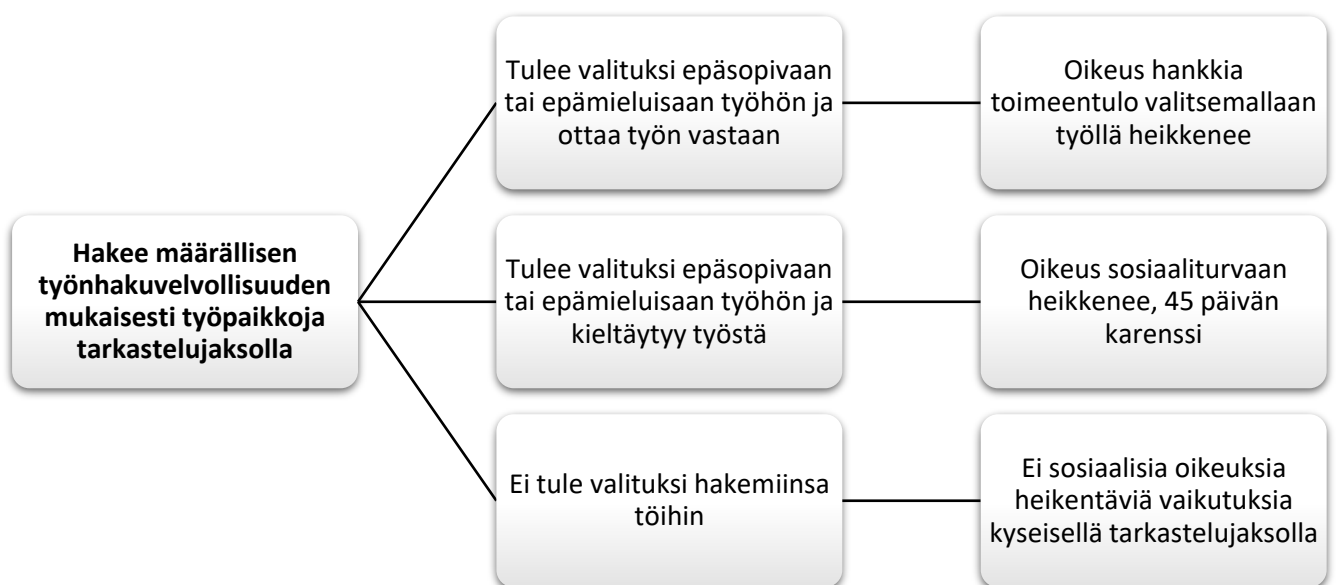 Hakee määrällisen
työnhakuvelvollisuuden
mukaisesti työpaikkoja
tarkastelujaksolla
Tulee valituksi epäsopivaan
tai epämieluisaan työhön ja
ottaa työn vastaan
Oikeus hankkia
toimeentulo valitsemallaan
työllä heikkenee
Tulee valituksi epäsopivaan
tai epämieluisaan työhön ja
kieltäytyy työstä
Oikeus sosiaaliturvaan
heikkenee, 45 päivän
karenssi
Ei tule valituksi hakemiinsa
töihin
Ei sosiaalisia oikeuksia
heikentäviä vaikutuksia
kyseisellä tarkastelujaksolla